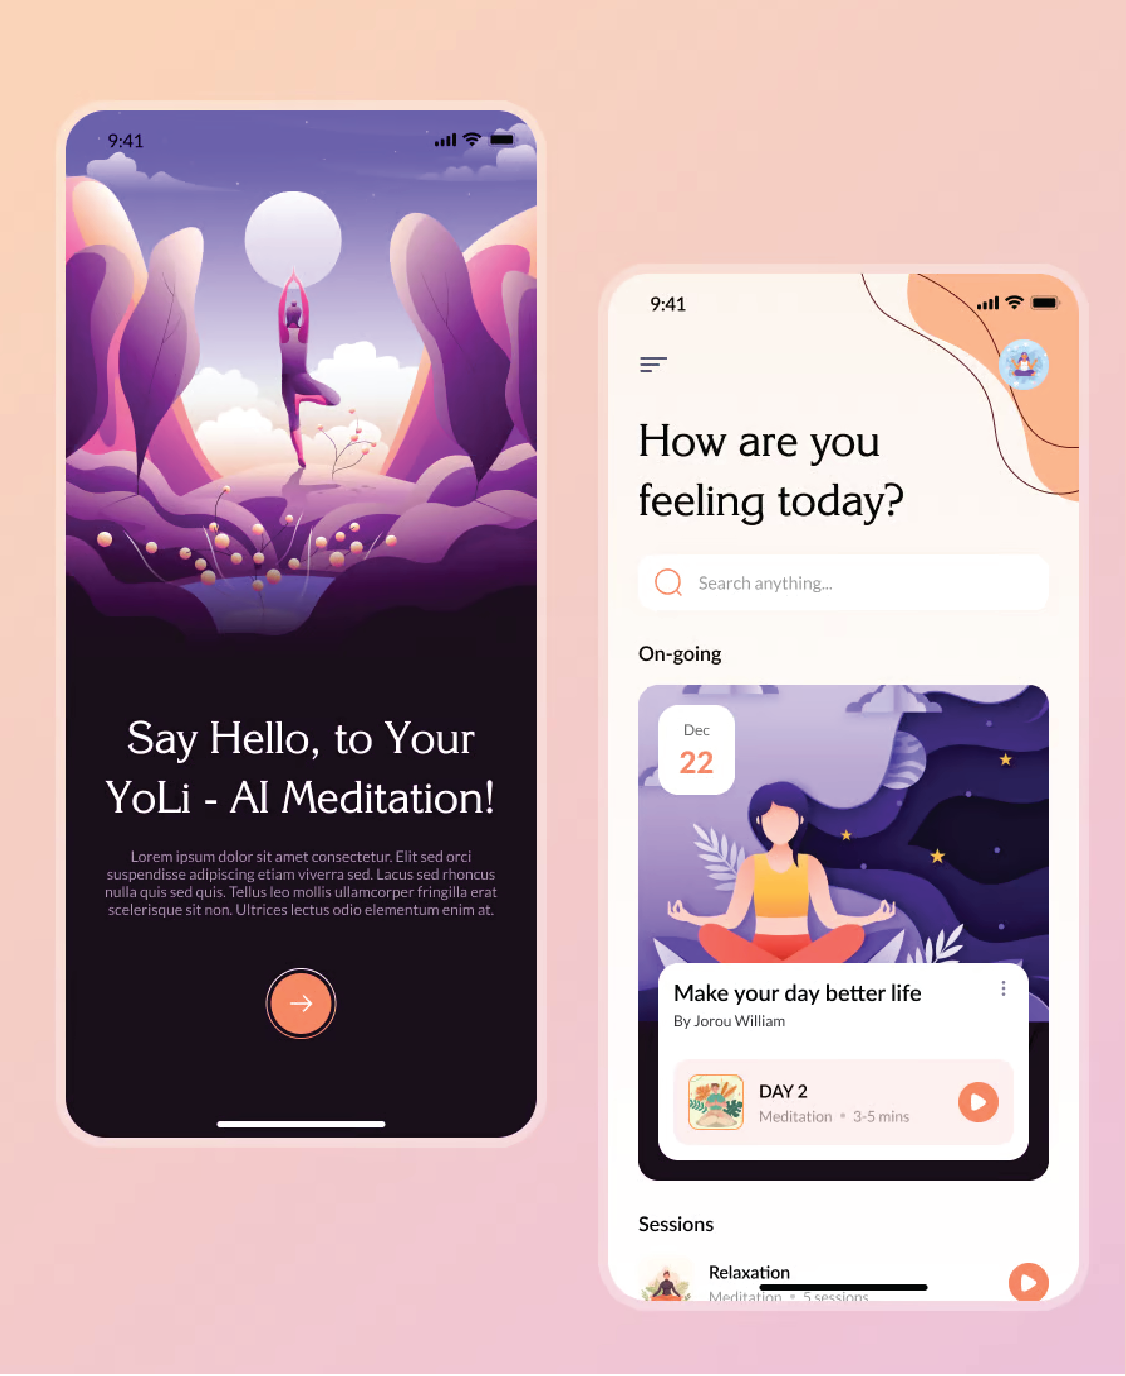 9:41
Say Hello, to Your
YoLi - AI Meditation!
Lorem ipsum dolor sit amet consectetur. Elit sed orci
suspendisse adipiscing etiam viverra sed. Lacus sed rhoncus
nulla quis sed quis. Tellus leo mollis ullamcorper fringilla erat
scelerisque sit non. Ultrices lectus odio elementum enim at.
9:41
How are you
feeling today?
Search anything...
On-going
Dec
22
Make your day better life
By Jorou William
DAY 2
Meditation • 3-5 mins
Sessions
Relaxation
Meditation • 5 sessions